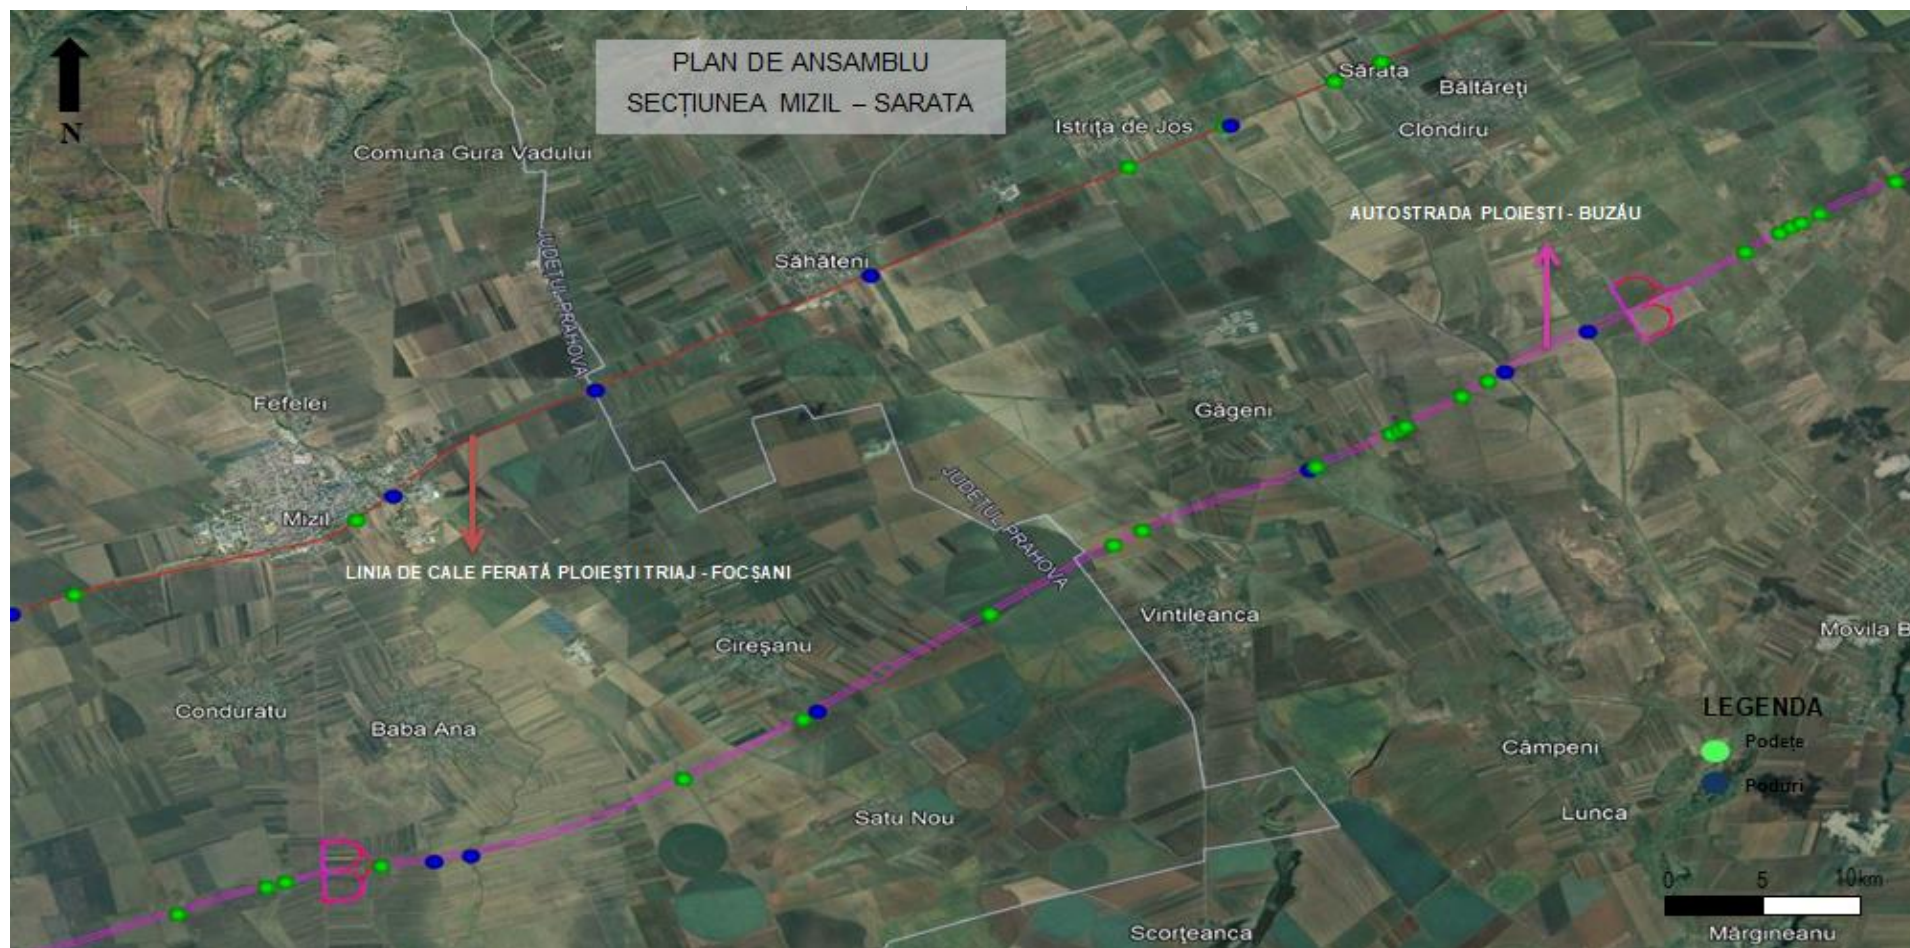 PLAN DE ANSAMBLU
SECȚIUNEA MIZIL – SARATA
N
Sărata
Băltăreți
Istrița de Jos
Clondiru
Comuna Gura Vadului
AUTOSTRADA PLOIEȘTI - BUZĂU
JUDEȚUL PRAHOVA
Săhăteni
Fefelei
Găgeni
Mizil
JUDEȚUL PRAHOVA
LINIA DE CALE FERATĂ PLOIEȘTI TRIAJ - FOCȘANI
Vintileanca
Movila B
Cireșanu
Conduratu
Baba Ana
LEGENDA
Podețe
Poduri
Câmpeni
Lunca
Satu Nou
0 5 10km
Scorțeanca
Mărgineanu